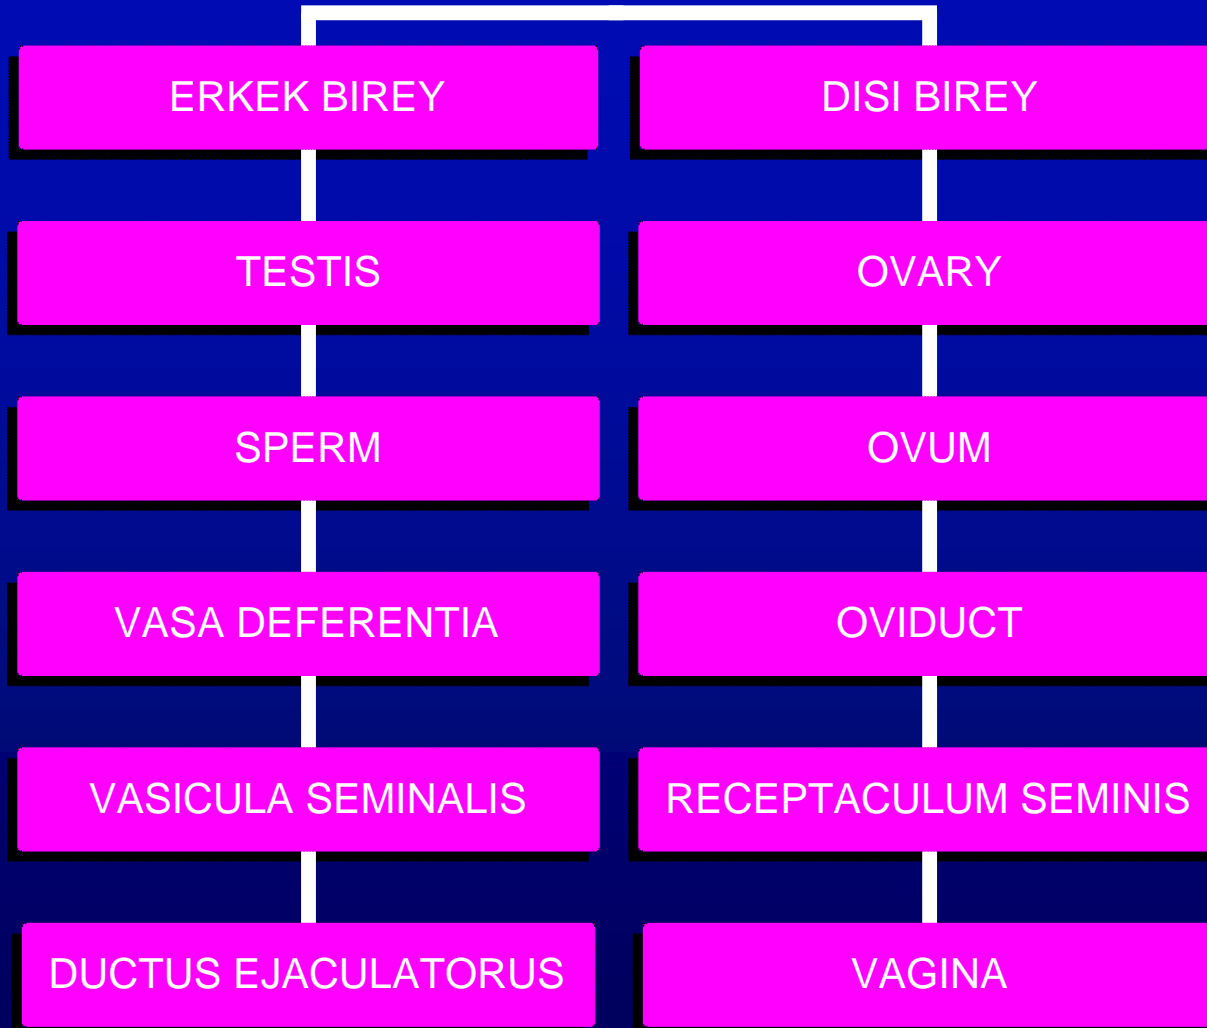 ERKEK BIREY
TESTIS
SPERM
VASA DEFERENTIA
VASICULA SEMINALIS
DUCTUS EJACULATORUS
DISI BIREY
OVARY
OVUM
OVIDUCT
RECEPTACULUM SEMINIS
VAGINA